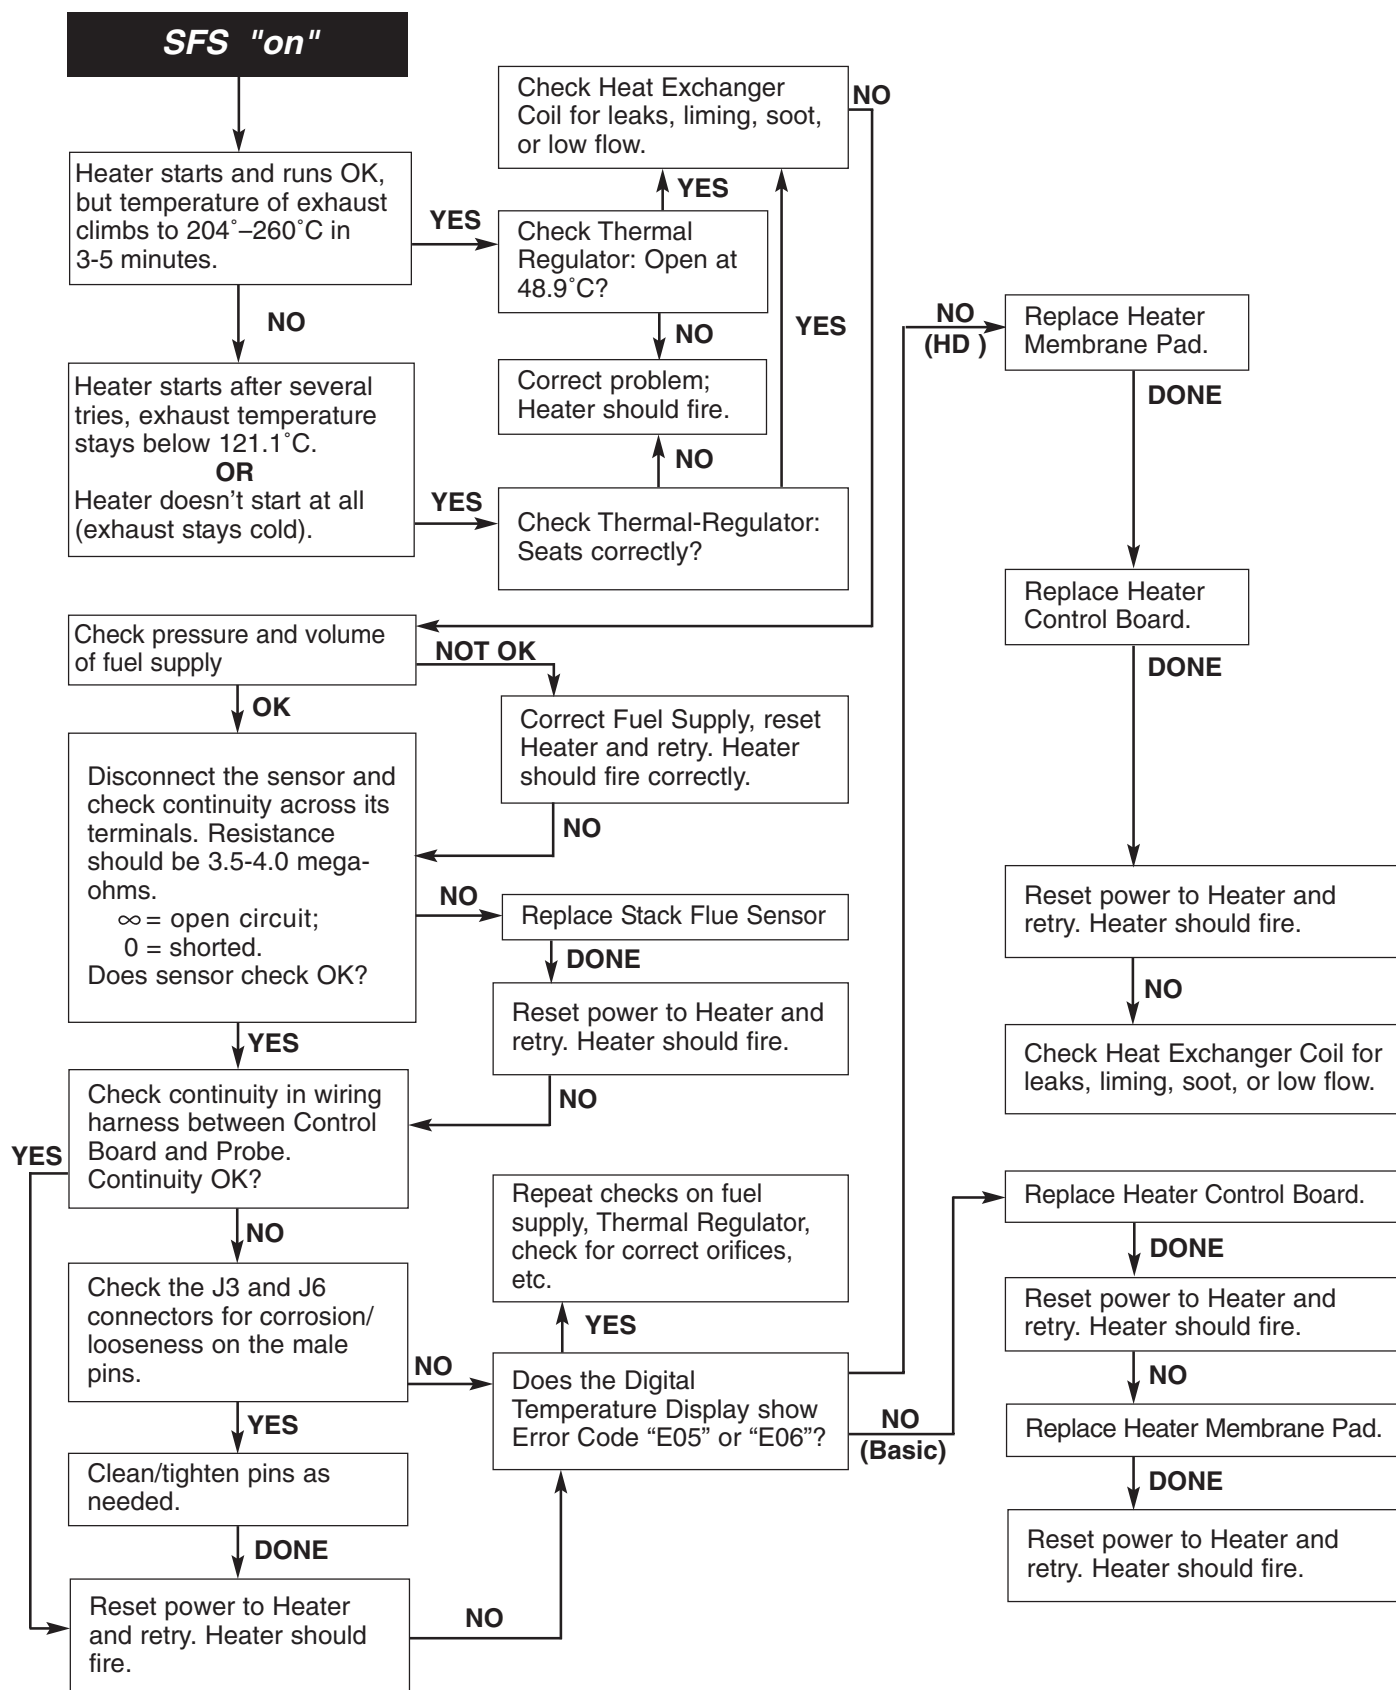 SFS "on"
Heater starts and runs OK,
but temperature of exhaust
climbs to 204˚–260˚C in
3-5 minutes.
YES
NO
Check Heat Exchanger
Coil for leaks, liming, soot,
or low flow.
NO
YES
Check Thermal
Regulator: Open at
48.9˚C?
YES
NO
Correct problem;
Heater should fire.
NO
Heater starts after several
tries, exhaust temperature
stays below 121.1˚C.
OR
Heater doesn't start at all
(exhaust stays cold).
YES
Check Thermal-Regulator:
Seats correctly?
Check pressure and volume
of fuel supply
NOT OK
OK
Correct Fuel Supply, reset
Heater and retry. Heater
should fire correctly.
NO
Disconnect the sensor and
check continuity across its
terminals. Resistance
should be 3.5-4.0 mega-
ohms.
∞ = open circuit;
0 = shorted.
Does sensor check OK?
NO
Replace Stack Flue Sensor
DONE
Reset power to Heater and
retry. Heater should fire.
NO
YES
Check continuity in wiring
harness between Control
Board and Probe.
Continuity OK?
YES
NO
Check the J3 and J6
connectors for corrosion/
looseness on the male
pins.
NO
YES
Clean/tighten pins as
needed.
DONE
Reset power to Heater
and retry. Heater should
fire.
NO
Repeat checks on fuel
supply, Thermal Regulator,
check for correct orifices,
etc.
YES
Does the Digital
Temperature Display show
Error Code “E05” or “E06”?
NO
(Basic)
NO
(HD )
Replace Heater
Membrane Pad.
DONE
Replace Heater
Control Board.
DONE
Reset power to Heater and
retry. Heater should fire.
NO
Check Heat Exchanger Coil for
leaks, liming, soot, or low flow.
Replace Heater Control Board.
DONE
Reset power to Heater and
retry. Heater should fire.
NO
Replace Heater Membrane Pad.
DONE
Reset power to Heater and
retry. Heater should fire.